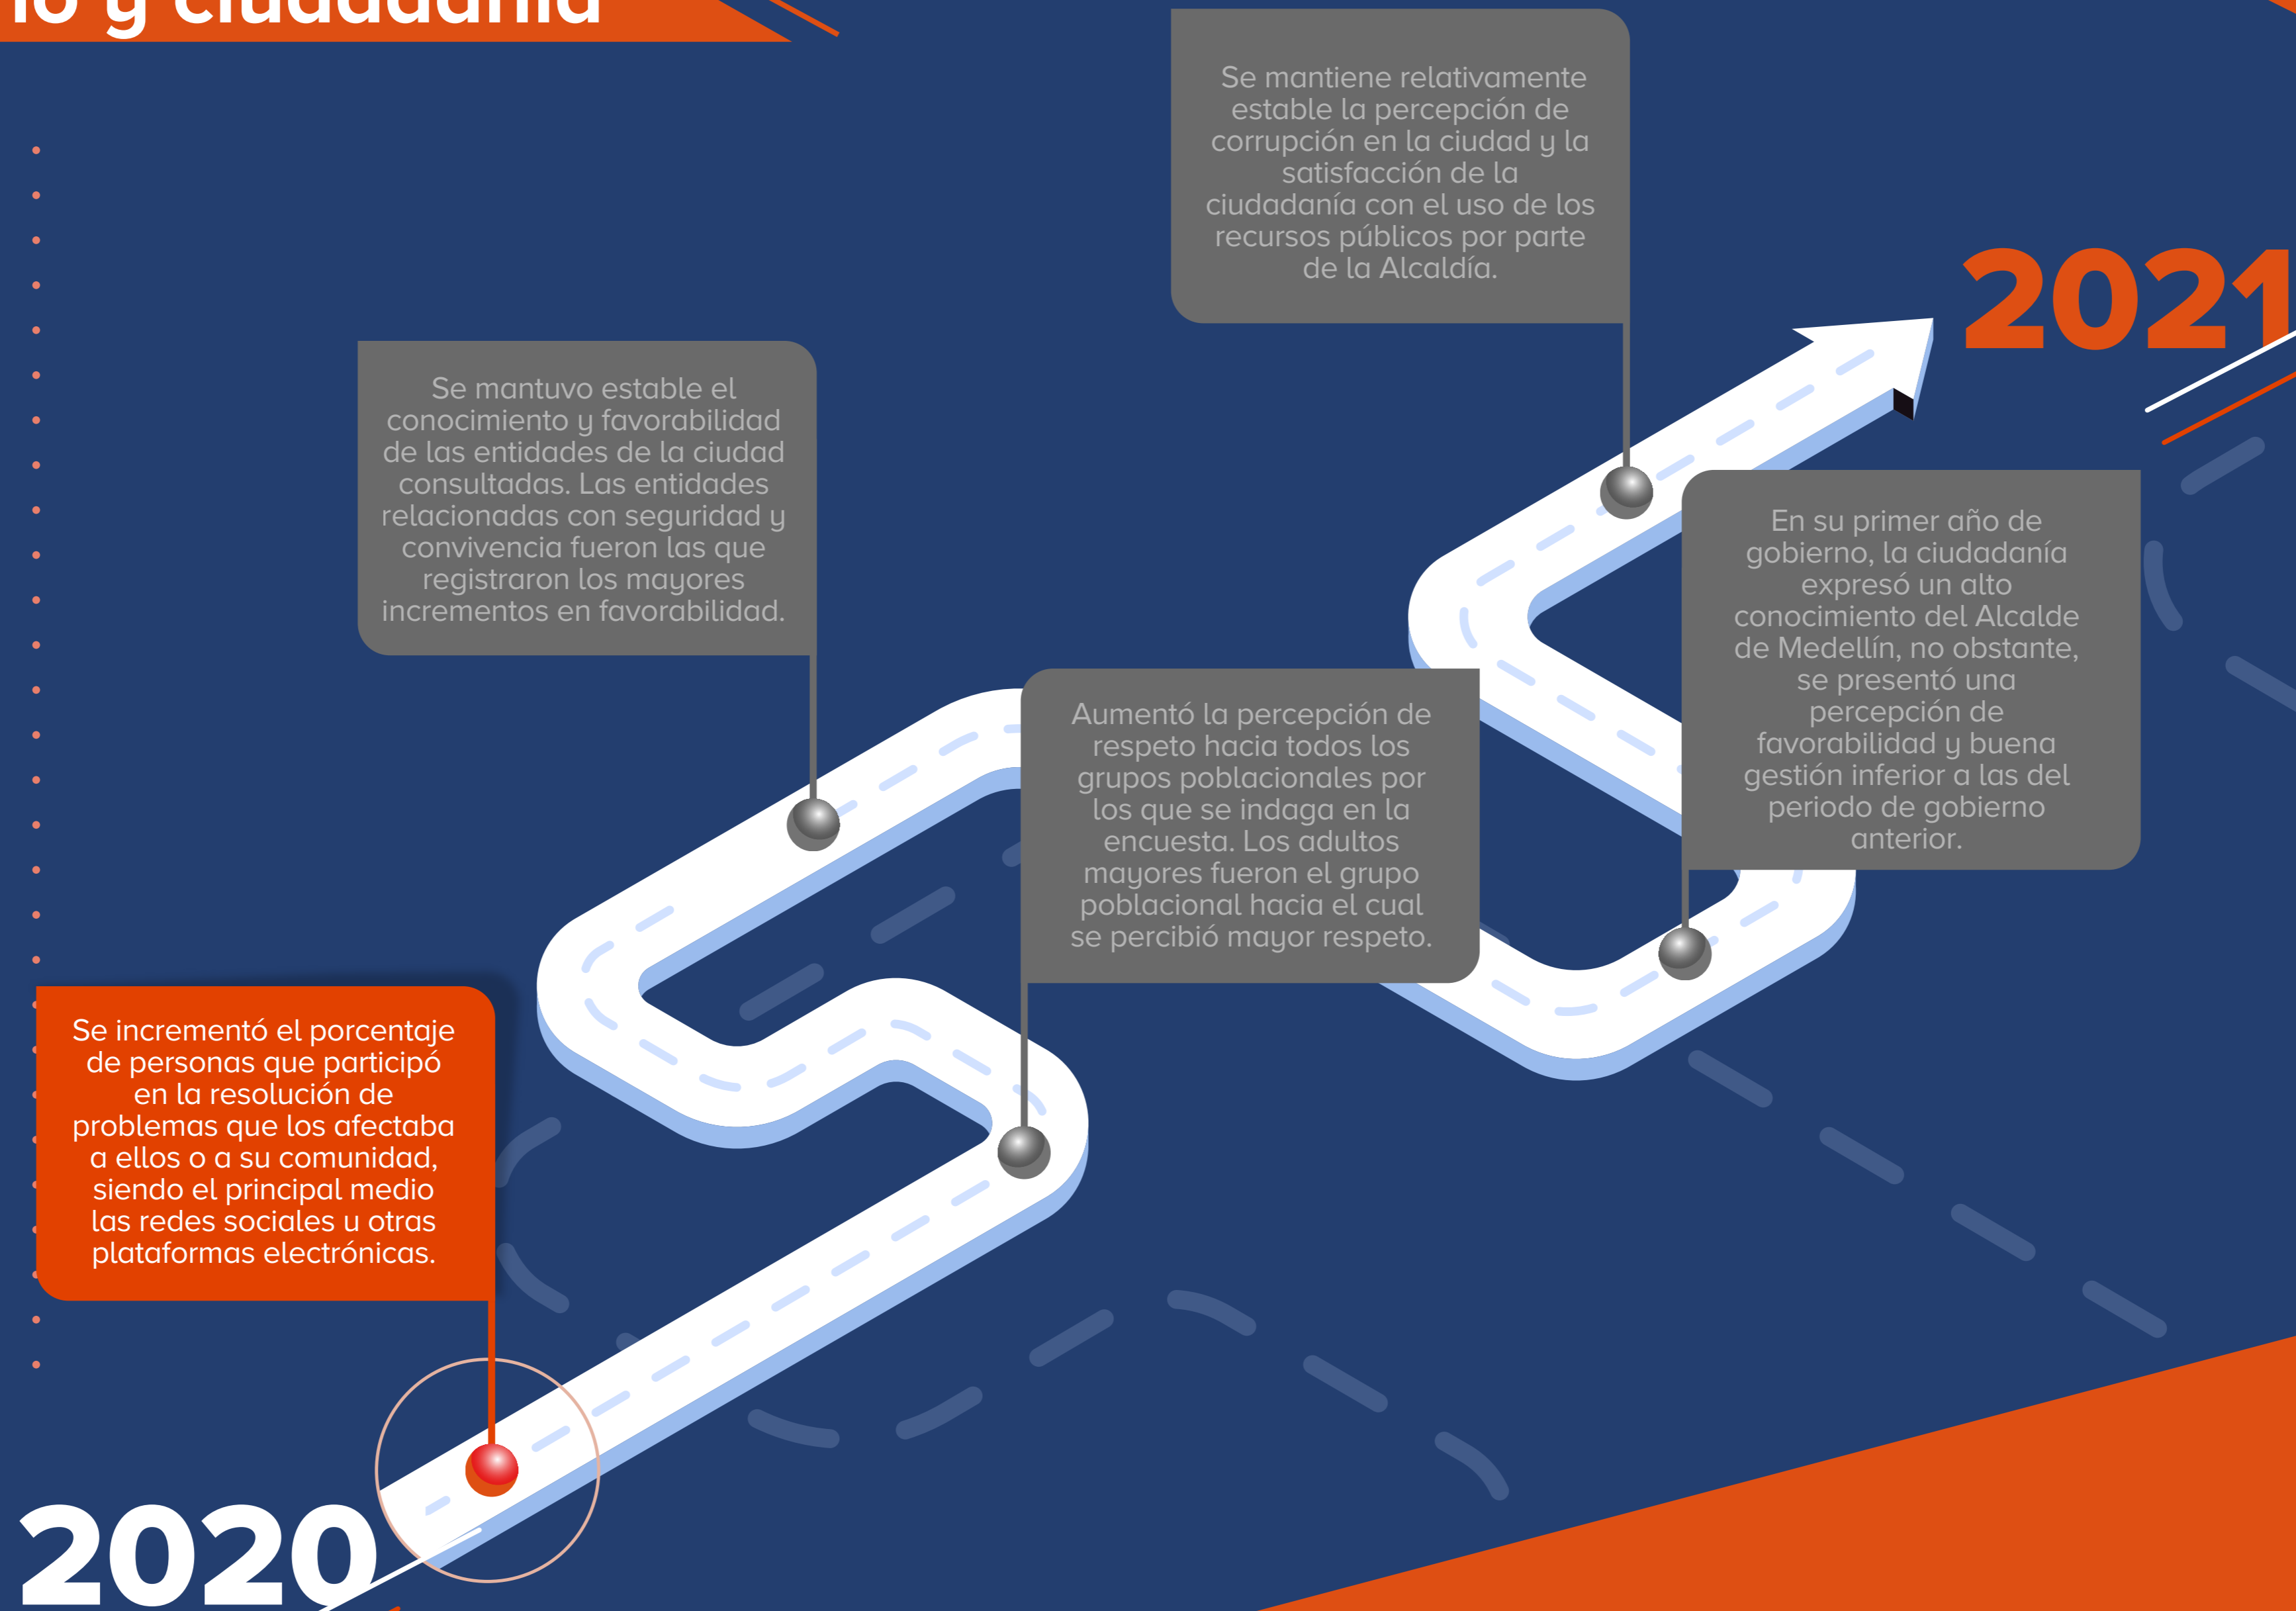 y ciudadanía
Se mantiene relativamente
estable la percepción de
corrupción en la ciudad y la
satisfacción de la
ciudadanía con el uso de los
recursos públicos por parte
de la Alcaldía.
2021
Se mantuvo estable el
conocimiento y favorabilidad
de las entidades de la ciudad
consultadas. Las entidades
relacionadas con seguridad y
convivencia fueron las que
registraron los mayores
incrementos en favorabilidad.
En su primer año de
gobierno, la ciudadanía
expresó un alto
conocimiento del Alcalde
de Medellín, no obstante,
se presentó una
percepción de
favorabilidad y buena
gestión inferior a las del
periodo de gobierno
anterior.
Aumentó la percepción de
respeto hacia todos los
grupos poblacionales por
los que se indaga en la
encuesta. Los adultos
mayores fueron el grupo
poblacional hacia el cual
se percibió mayor respeto.
Se incrementó el porcentaje
de personas que participó
en la resolución de
problemas que los afectaba
a ellos o a su comunidad,
siendo el principal medio
las redes sociales u otras
plataformas electrónicas.
2020